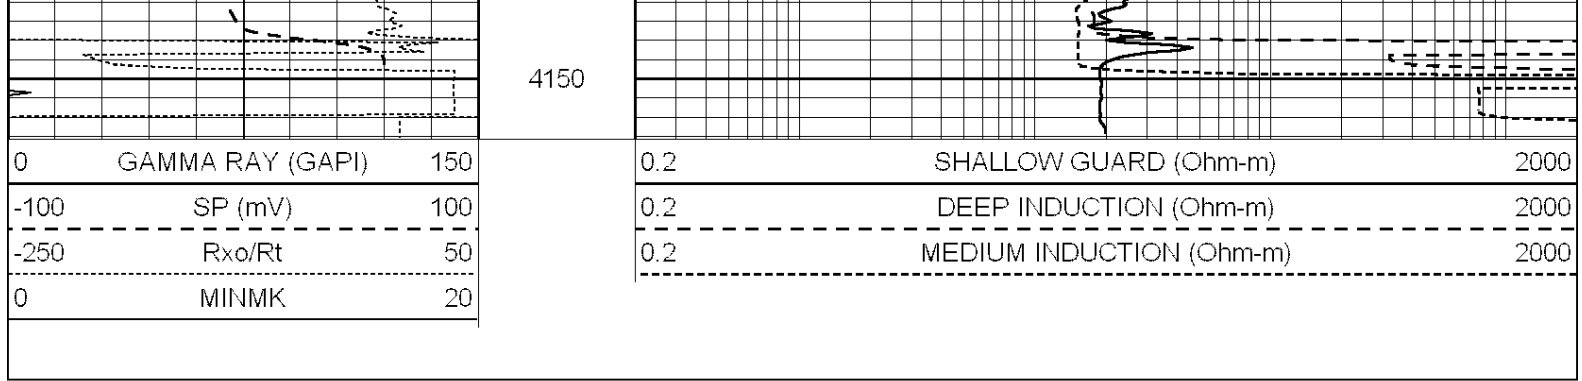 4150
0 GAMMA RAY (GAPI) 150
0.2 SHALLOW GUARD (Ohm-m) 2000
-100 SP (mV) 100
0.2 DEEP INDUCTION (Ohm-m) 2000
-250 Rxo/Rt 50
0.2 MEDIUM INDUCTION (Ohm-m) 2000
0 MINMK 20